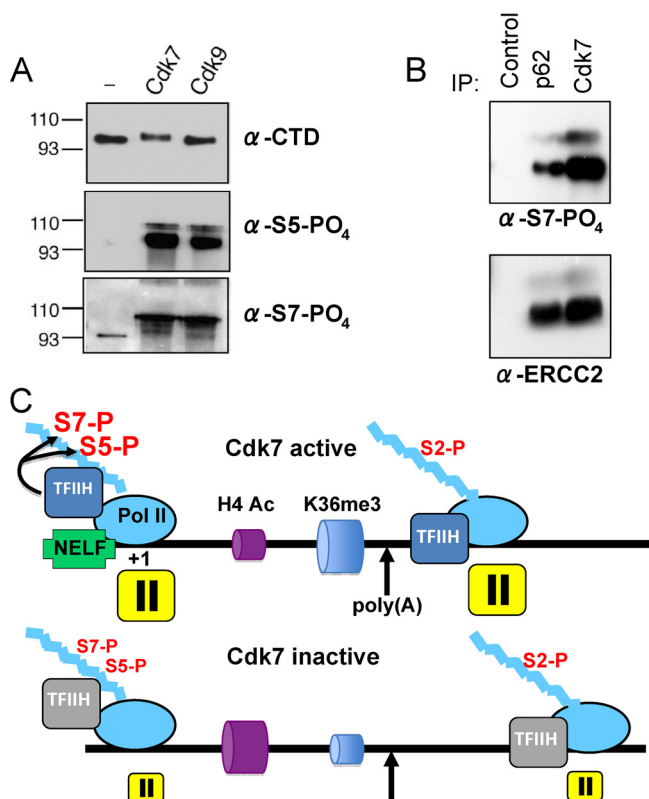 A
– Cdk7 Cdk9
110
93
α-CTD
110
93
α-S5-PO4
110
93
α-S7-PO4
B
IP: Control p62 Cdk7
α-S7-PO4
α-ERCC2
C
S7-P
S5-P
Cdk7 active
S2-P
TFIIH
Pol II
H4 Ac
K36me3
TFIIH
NELF
+1
II
poly(A)
II
S7-P
S5-P
Cdk7 inactive
S2-P
TFIIH
TFIIH
II
II